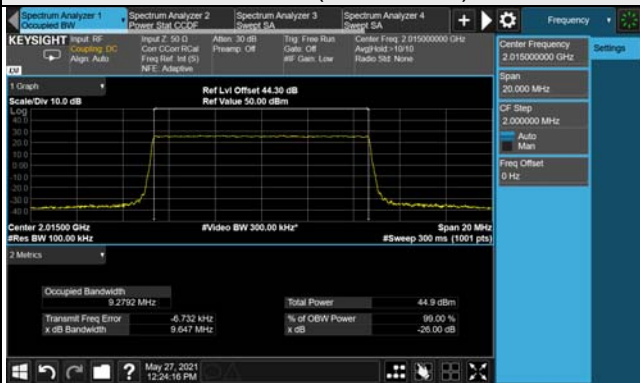 Spectrum Analyzer 1
Occupied BW
Spectrum Analyzer 2
Power Stat CCDF
Spectrum Analyzer 3
Swept SA
Spectrum Analyzer 4
Swept SA
Frequency
KEYSIGHT
Input: RF
Coupling: DC
Align: Auto
Input Z: 50 Ω
Corr CCorr RCal
Freq Ref: Int (S)
NFE: Adaptive
Atten: 30 dB
Preamp: Off
Trig: Free Run
Gate: Off
#IF Gain: Low
Center Freq: 2.015000000 GHz
Avg|Hold:>10/10
Radio Std: None
LXI
1 Graph
Scale/Div 10.0 dB
Ref Lvl Offset 44.30 dB
Ref Value 50.00 dBm
Log
40.0
30.0
20.0
10.0
0.00
-10.0
-20.0
-30.0
-40.0
Center 2.01500 GHz
#Res BW 100.00 kHz
#Video BW 300.00 kHz*
Span 20 MHz
#Sweep 300 ms (1001 pts)
2 Metrics
Occupied Bandwidth
9.2792 MHz
Total Power 44.9 dBm
Transmit Freq Error -6.732 kHz
% of OBW Power 99.00 %
x dB Bandwidth 9.647 MHz
x dB -26.00 dB
Center Frequency
2.015000000 GHz
Settings
Span
20.000 MHz
CF Step
2.000000 MHz
Auto
Man
Freq Offset
0 Hz
May 27, 2021
12:24:16 PM